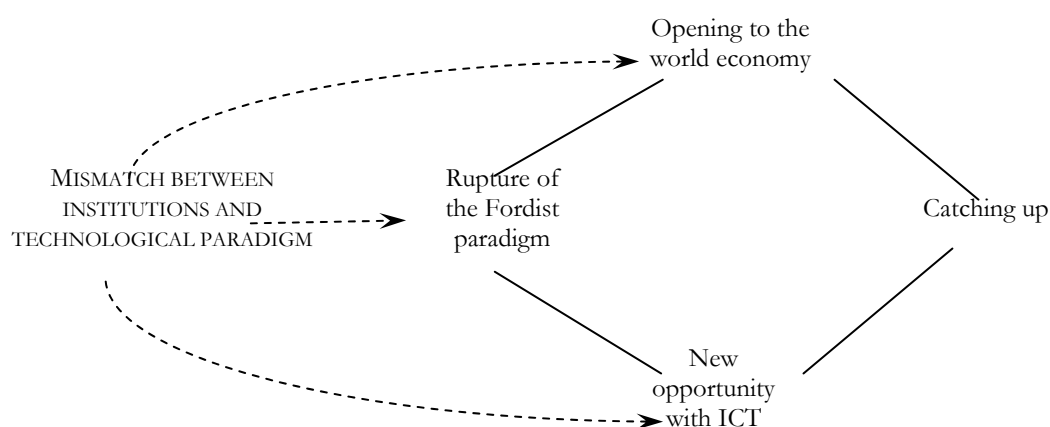 Opening to the
world economy
MISMATCH BETWEEN
INSTITUTIONS AND
TECHNOLOGICAL PARADIGM
Rupture of
the Fordist
paradigm
Catching up
New
opportunity
with ICT